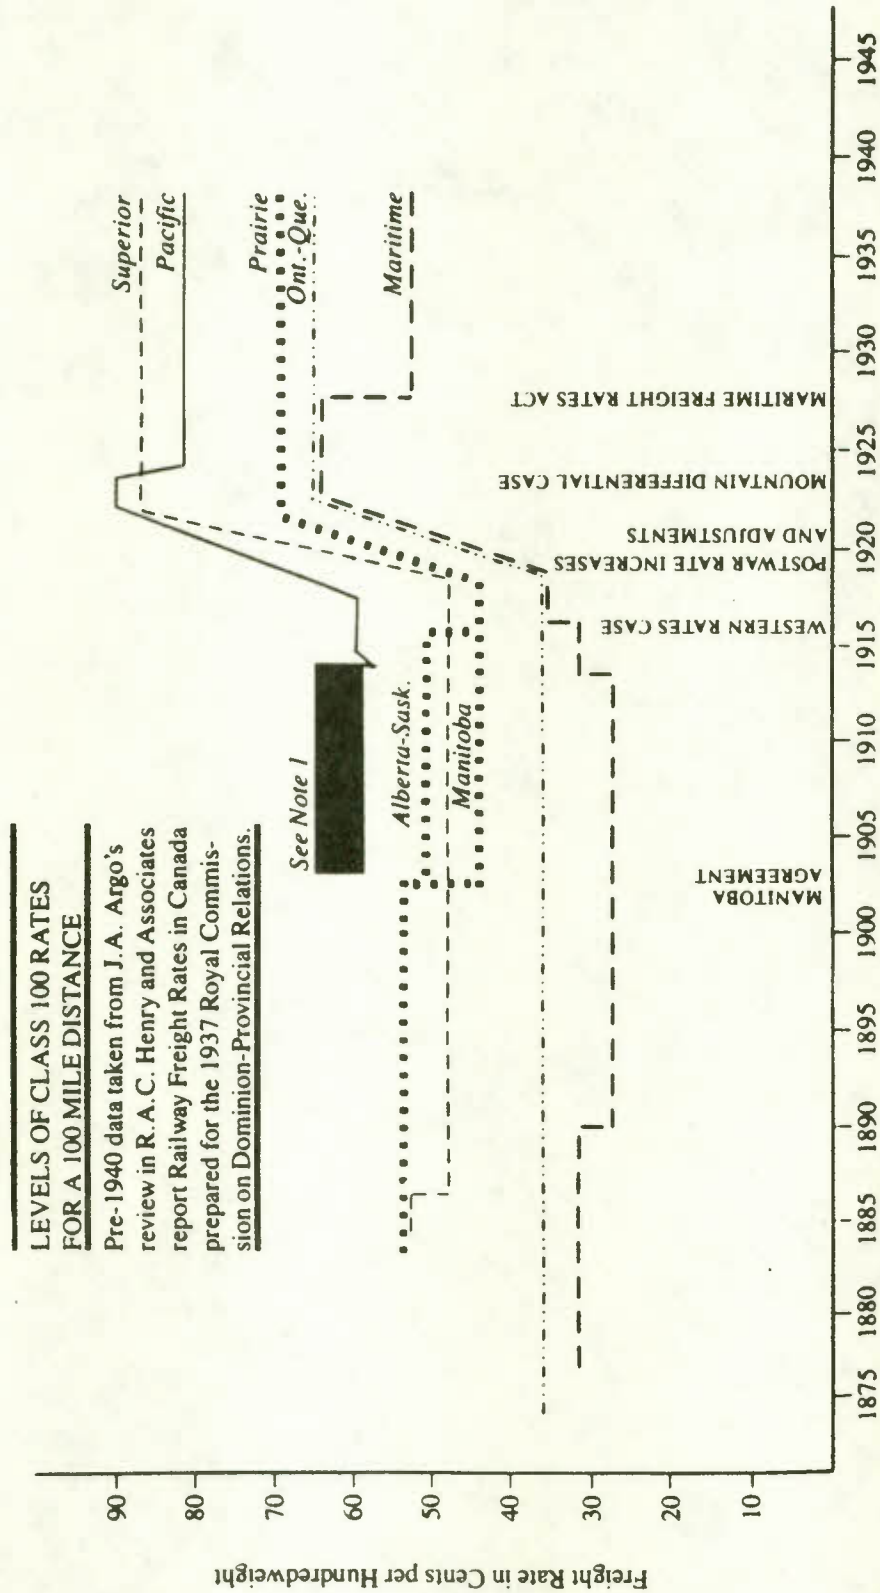 LEVELS OF CLASS 100 RATES
FOR A 100 MILE DISTANCE
Pre-1940 data taken from J.A. Argo's
review in R.A.C. Henry and Associates
report Railway Freight Rates in Canada
prepared for the 1937 Royal Commis-
sion on Dominion-Provincial Relations.
Freight Rate in Cents per Hundredweight
90
80
70
60
50
40
30
20
10
See Note 1
Alberta-Sask.
Manitoba
Superior
Pacific
Prairie
Ont.-Que.
Maritime
MANITOBA
AGREEMENT
WESTERN RATES CASE
POSTWAR RATE INCREASES
AND ADJUSTMENTS
MOUNTAIN DIFFERENTIAL CASE
MARITIME FREIGHT RATES ACT
1875
1880
1885
1890
1895
1900
1905
1910
1915
1920
1925
1930
1935
1940
1945